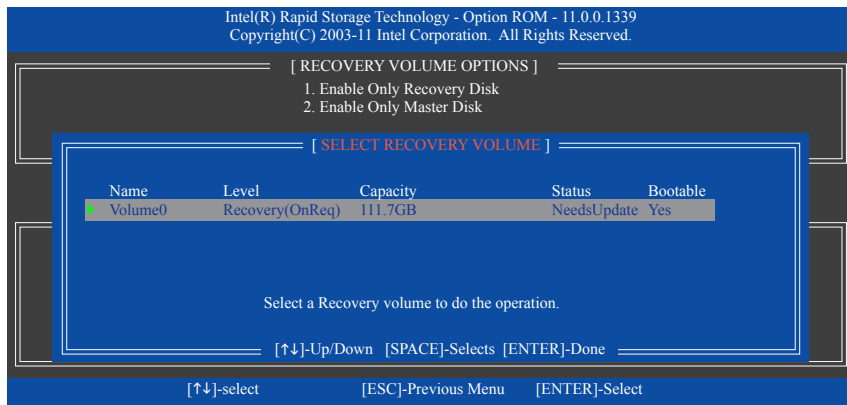 Intel(R) Rapid Storage Technology - Option ROM - 11.0.0.1339
Copyright(C) 2003-11 Intel Corporation. All Rights Reserved.
[ RECOVERY VOLUME OPTIONS ]
1. Enable Only Recovery Disk
2. Enable Only Master Disk
[ SELECT RECOVERY VOLUME ]
Name Level Capacity Status Bootable
Volume0 Recovery(OnReq) 111.7GB NeedsUpdate Yes
Select a Recovery volume to do the operation.
[↑↓]-Up/Down [SPACE]-Selects [ENTER]-Done
[↑↓]-select [ESC]-Previous Menu [ENTER]-Select